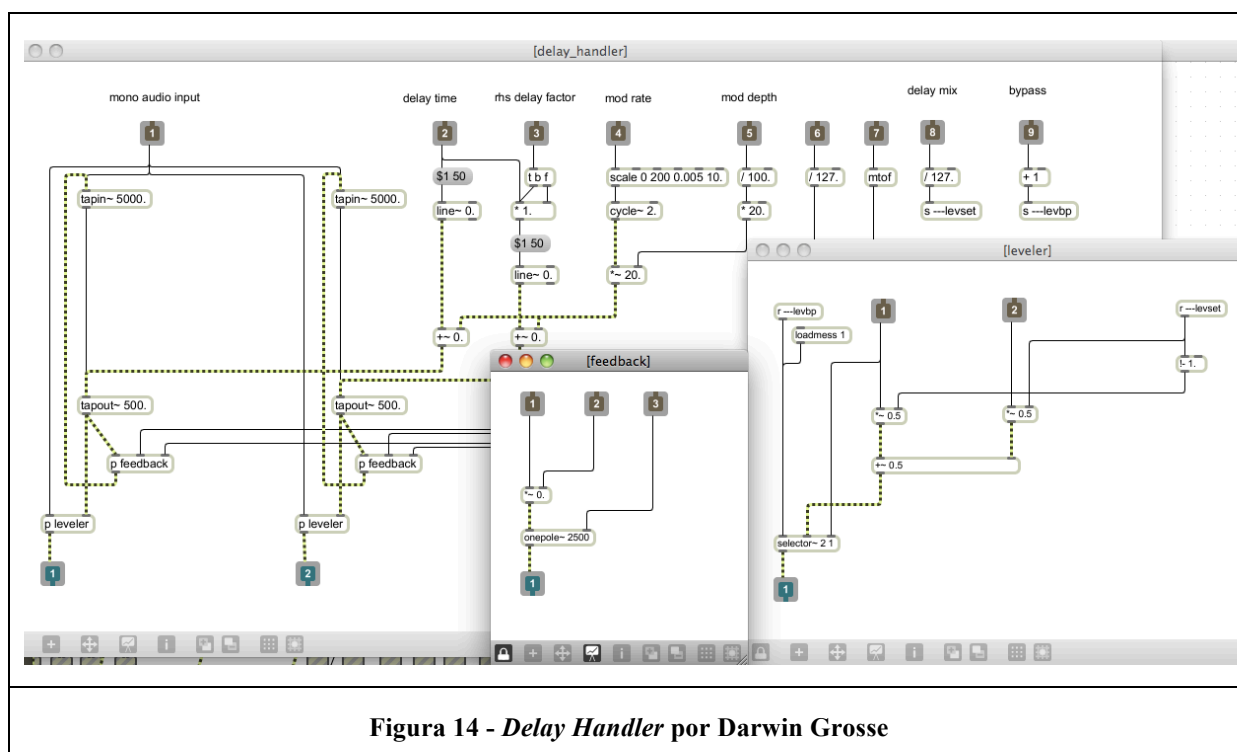 [delay_handler]
mono audio input
delay time
rhs delay factor
mod rate
mod depth
delay mix
bypass
1
2
3
4
5
6
7
8
9
$1 50
t b f
scale 0 200 0.005 10.
/ 100.
/ 127.
mtof
/ 127.
+ 1
tapin~ 5000.
tapin~ 5000.
line~ 0.
* 1.
cycle~ 2.
* 20.
s ---levset
s ---levbp
$1 50
line~ 0.
*~ 20.
+~ 0.
+~ 0.
tapout~ 500.
tapout~ 500.
p feedback
p feedback
p leveler
p leveler
1
2
[feedback]
1
2
3
*~ 0.
onepole~ 2500
1
[leveler]
r ---levbp
1
2
r ---levset
loadmess 1
!- 1.
*~ 0.5
*~ 0.5
+~ 0.5
selector~ 2 1
1
Figura 14 - Delay Handler por Darwin Grosse